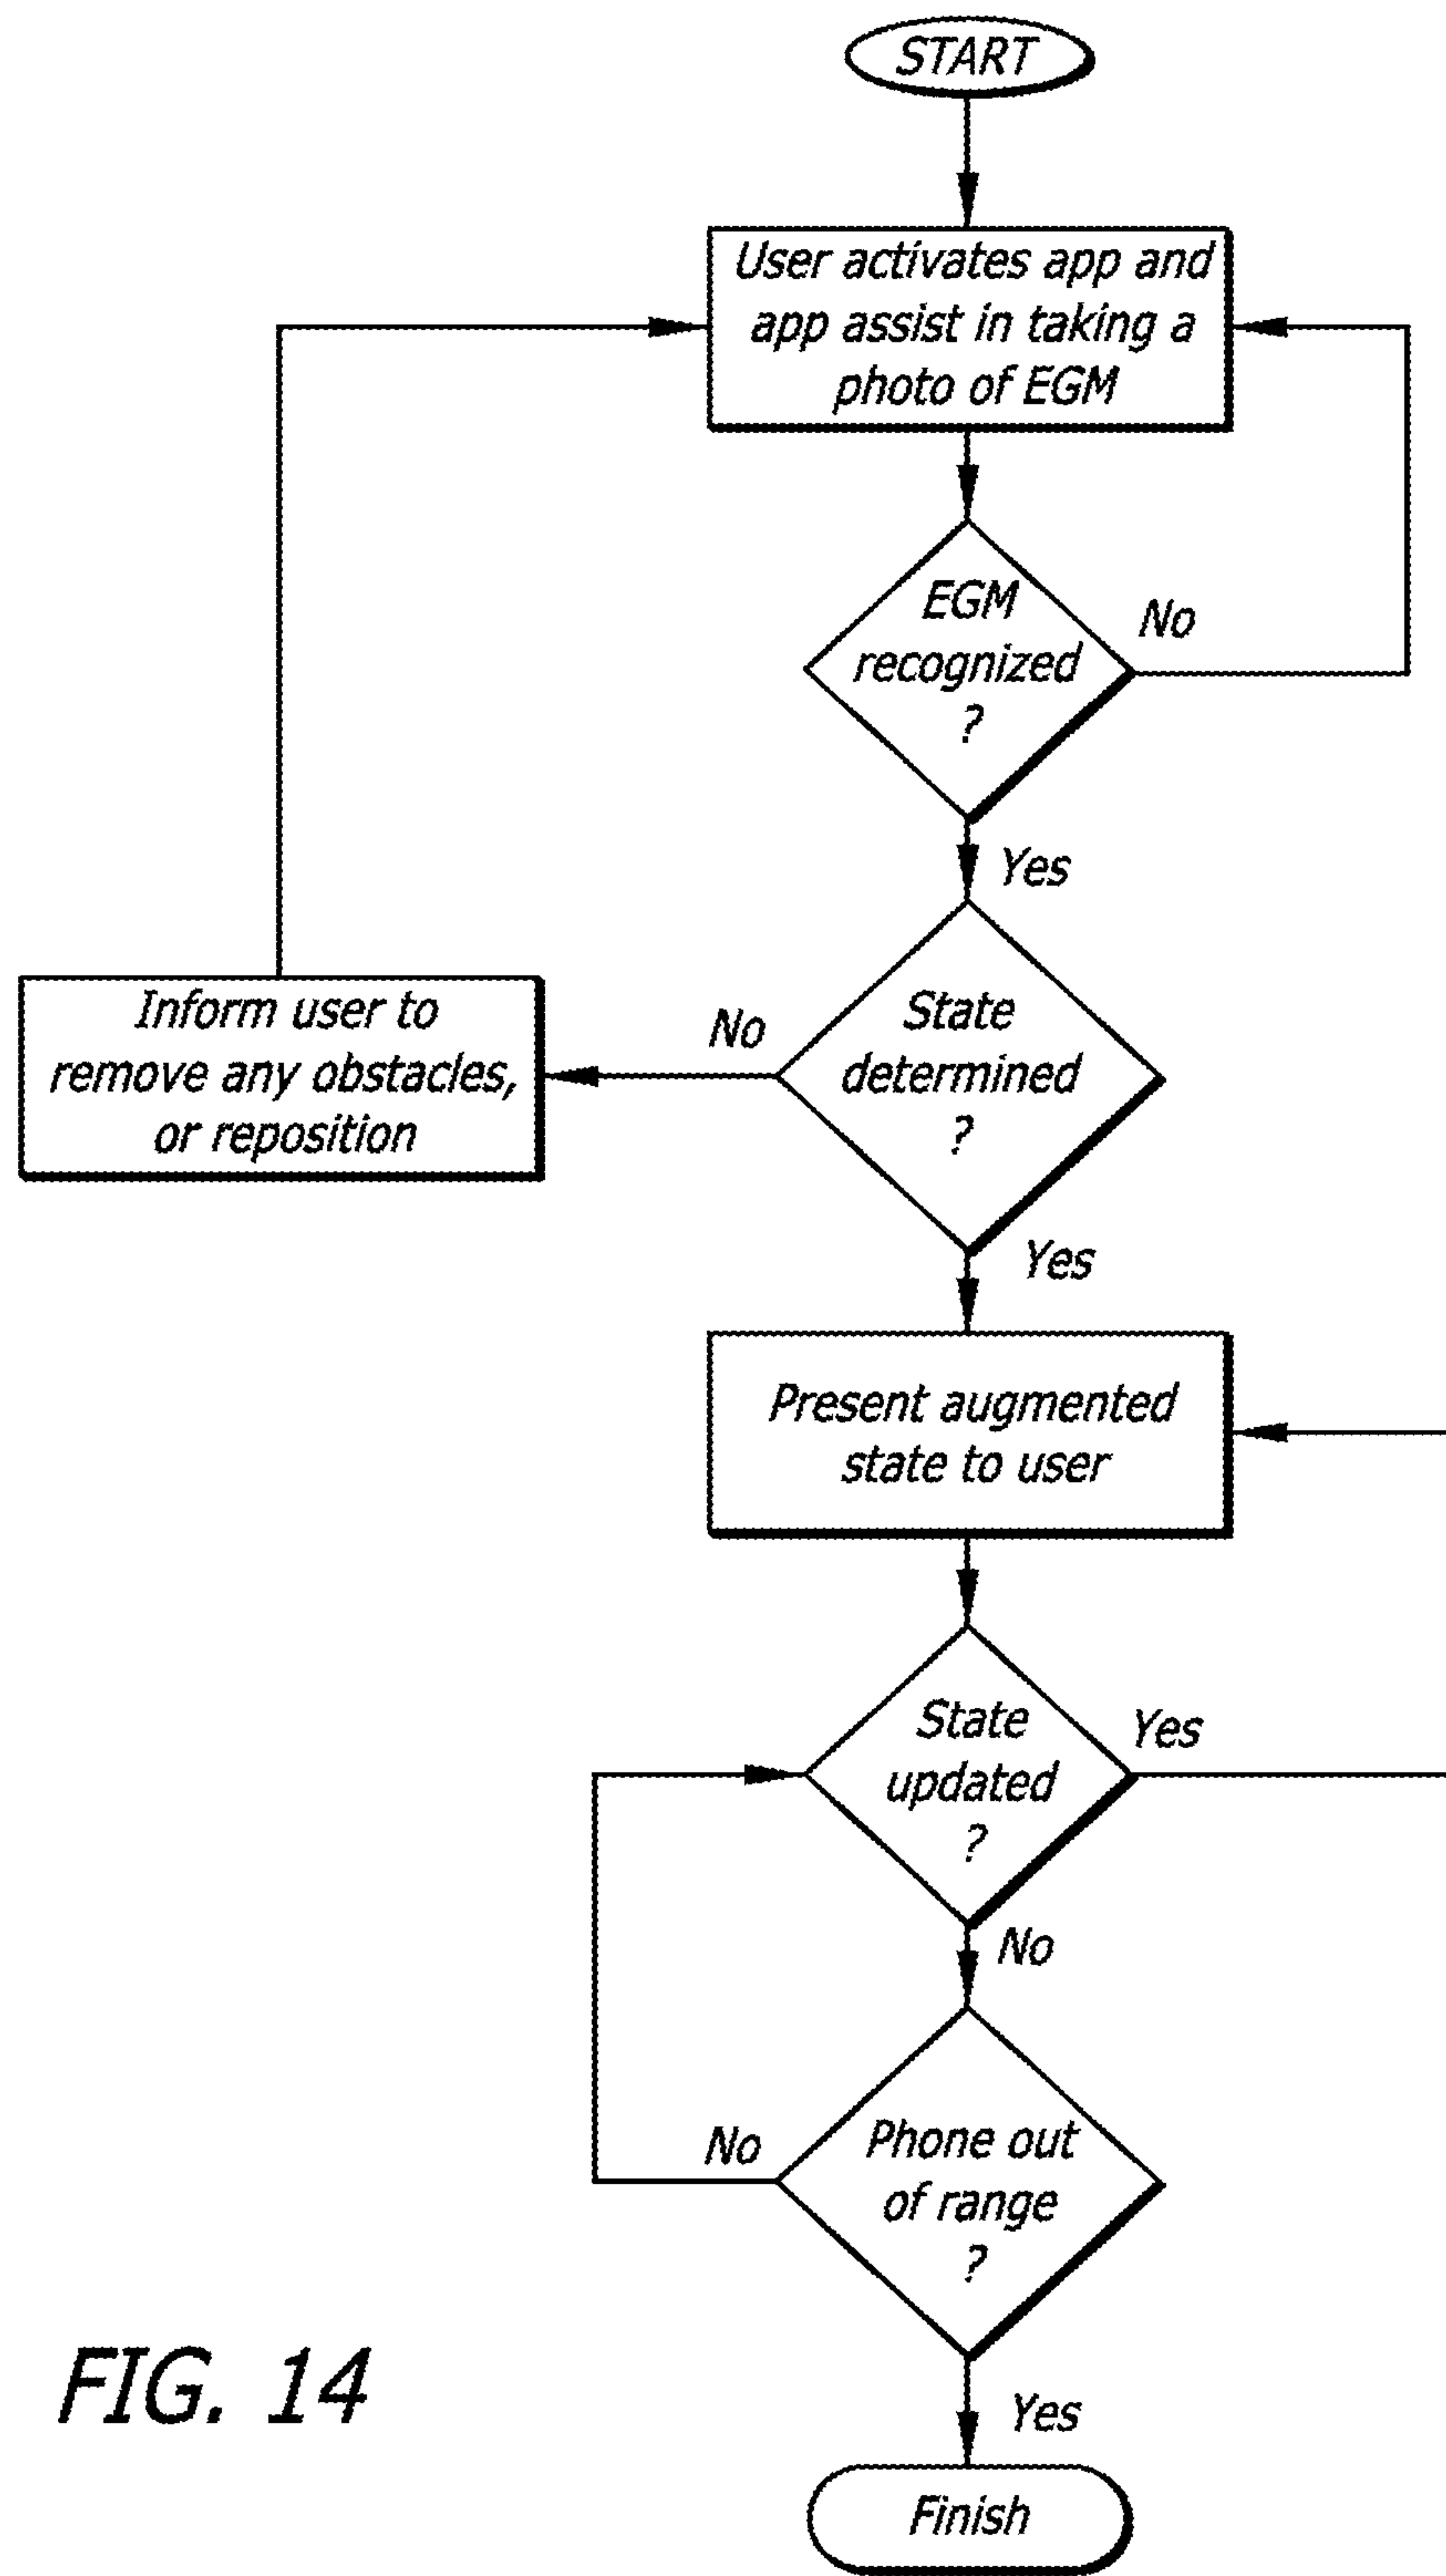 START
User activates app and
app assist in taking a
photo of EGM
EGM
recognized
?
No
Yes
State
determined
?
No
Inform user to
remove any obstacles,
or reposition
Yes
Present augmented
state to user
State
updated
?
Yes
No
Phone out
of range
?
No
Yes
Finish
FIG. 14